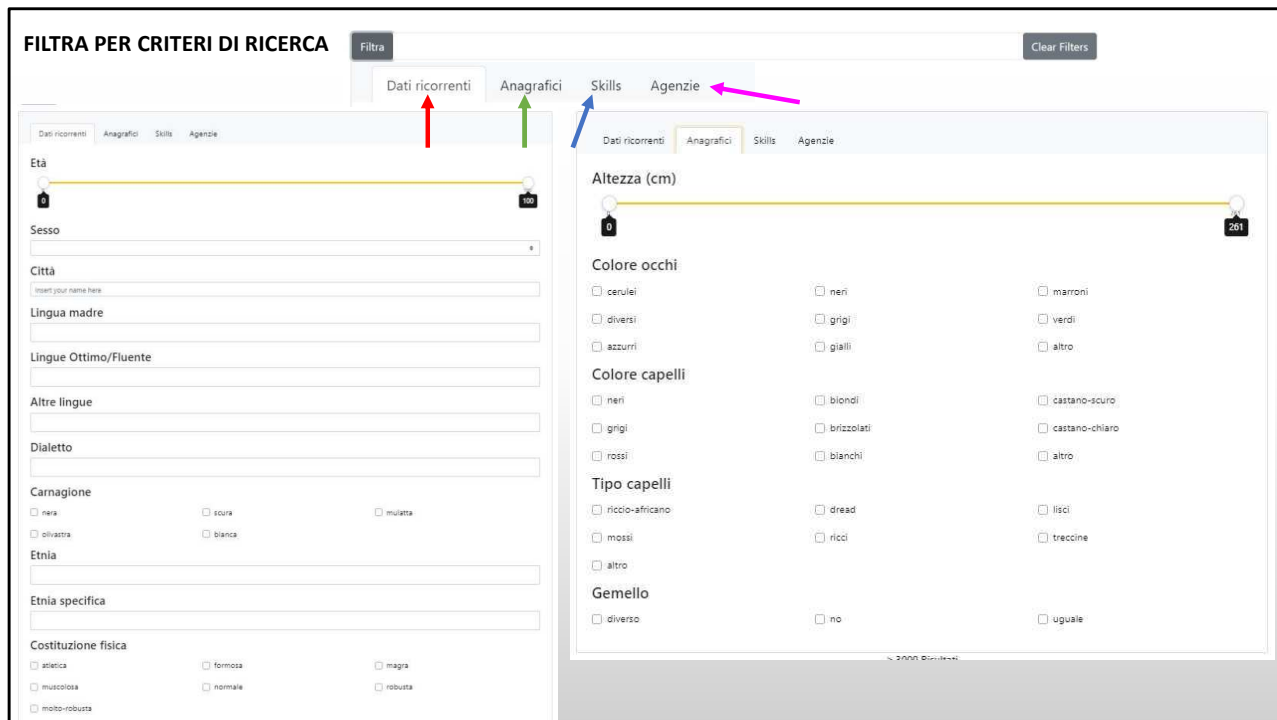 FILTRA PER CRITERI DI RICERCA
Filtra
Clear Filters
Dati ricorrenti Anagrafici Skills Agenzie
Dati ricorrenti Anagrafici Skills Agenzie
Età
0 100
Sesso
Città
Insert your name here
Lingua madre
Lingue Ottimo/Fluente
Altre lingue
Dialetto
Carnagione
nera scura mulatta
olivastra bianca
Etnia
Etnia specifica
Costituzione fisica
atletica formosa magra
muscolosa normale robusta
molto-robusta
Dati ricorrenti Anagrafici Skills Agenzie
Altezza (cm)
0 261
Colore occhi
cerulei neri marroni
diversi grigi verdi
azzurri gialli altro
Colore capelli
neri biondi castano-scuro
grigi brizzolati castano-chiaro
rossi bianchi altro
Tipo capelli
riccio-africano dread lisci
mossi ricci treccine
altro
Gemello
diverso no uguale
> 3000 Risultati